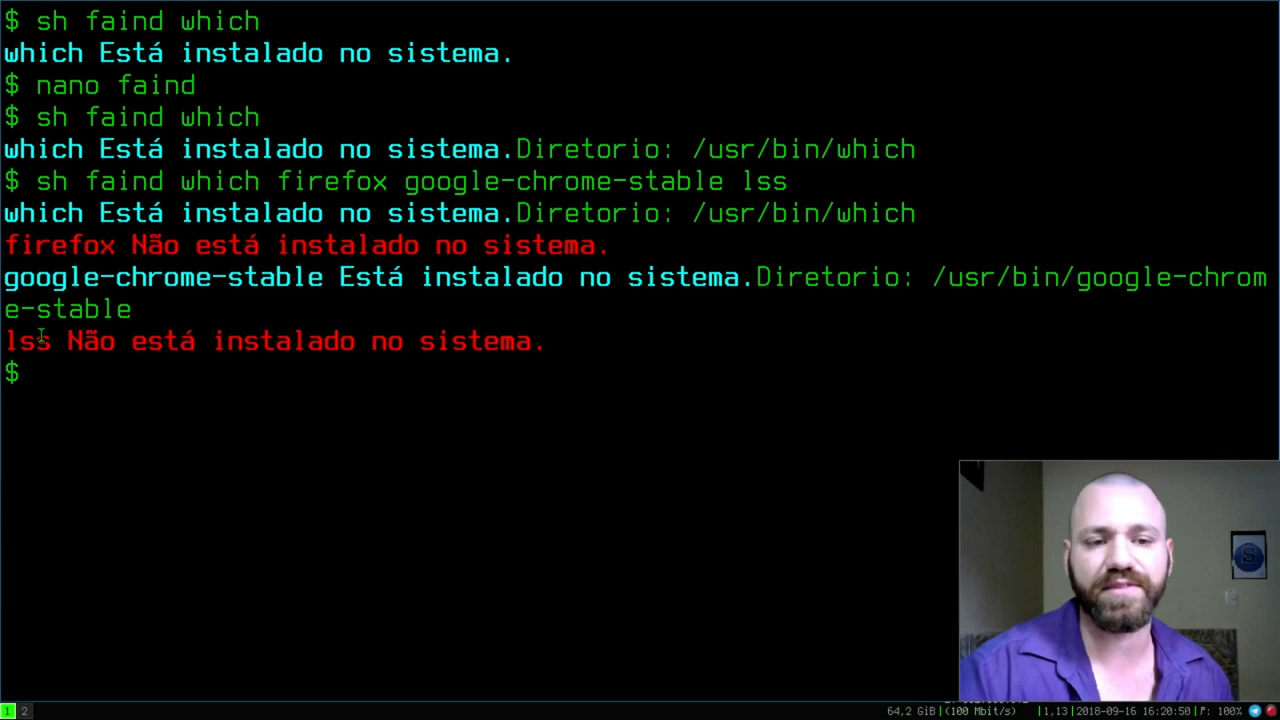 $ sh faind which
which Está instalado no sistema.
$ nano faind
$ sh faind which
which Está instalado no sistema.Diretorio: /usr/bin/which
$ sh faind which firefox google-chrome-stable lss
which Está instalado no sistema.Diretorio: /usr/bin/which
firefox Não está instalado no sistema.
google-chrome-stable Está instalado no sistema.Diretorio: /usr/bin/google-chrom
e-stable
lss Não está instalado no sistema.
$
S
1 2 64,2 GiB|(100 Mbit/s) |1,13|2018-09-16 16:20:50| 100%